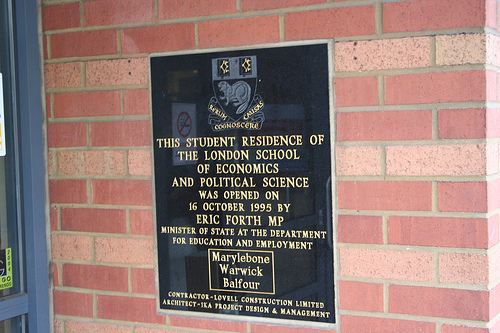 RERUM CAUSAS
COGNOSCERE
THIS STUDENT RESIDENCE OF
THE LONDON SCHOOL
OF ECONOMICS
AND POLITICAL SCIENCE
WAS OPENED ON
16 OCTOBER 1995 BY
ERIC FORTH MP
MINISTER OF STATE AT THE DEPARTMENT
FOR EDUCATION AND EMPLOYMENT
Marylebone
Warwick
Balfour
CONTRACTOR-LOVELL CONSTRUCTION LIMITED
ARCHITECT-IKA PROJECT DESIGN & MANAGEMENT